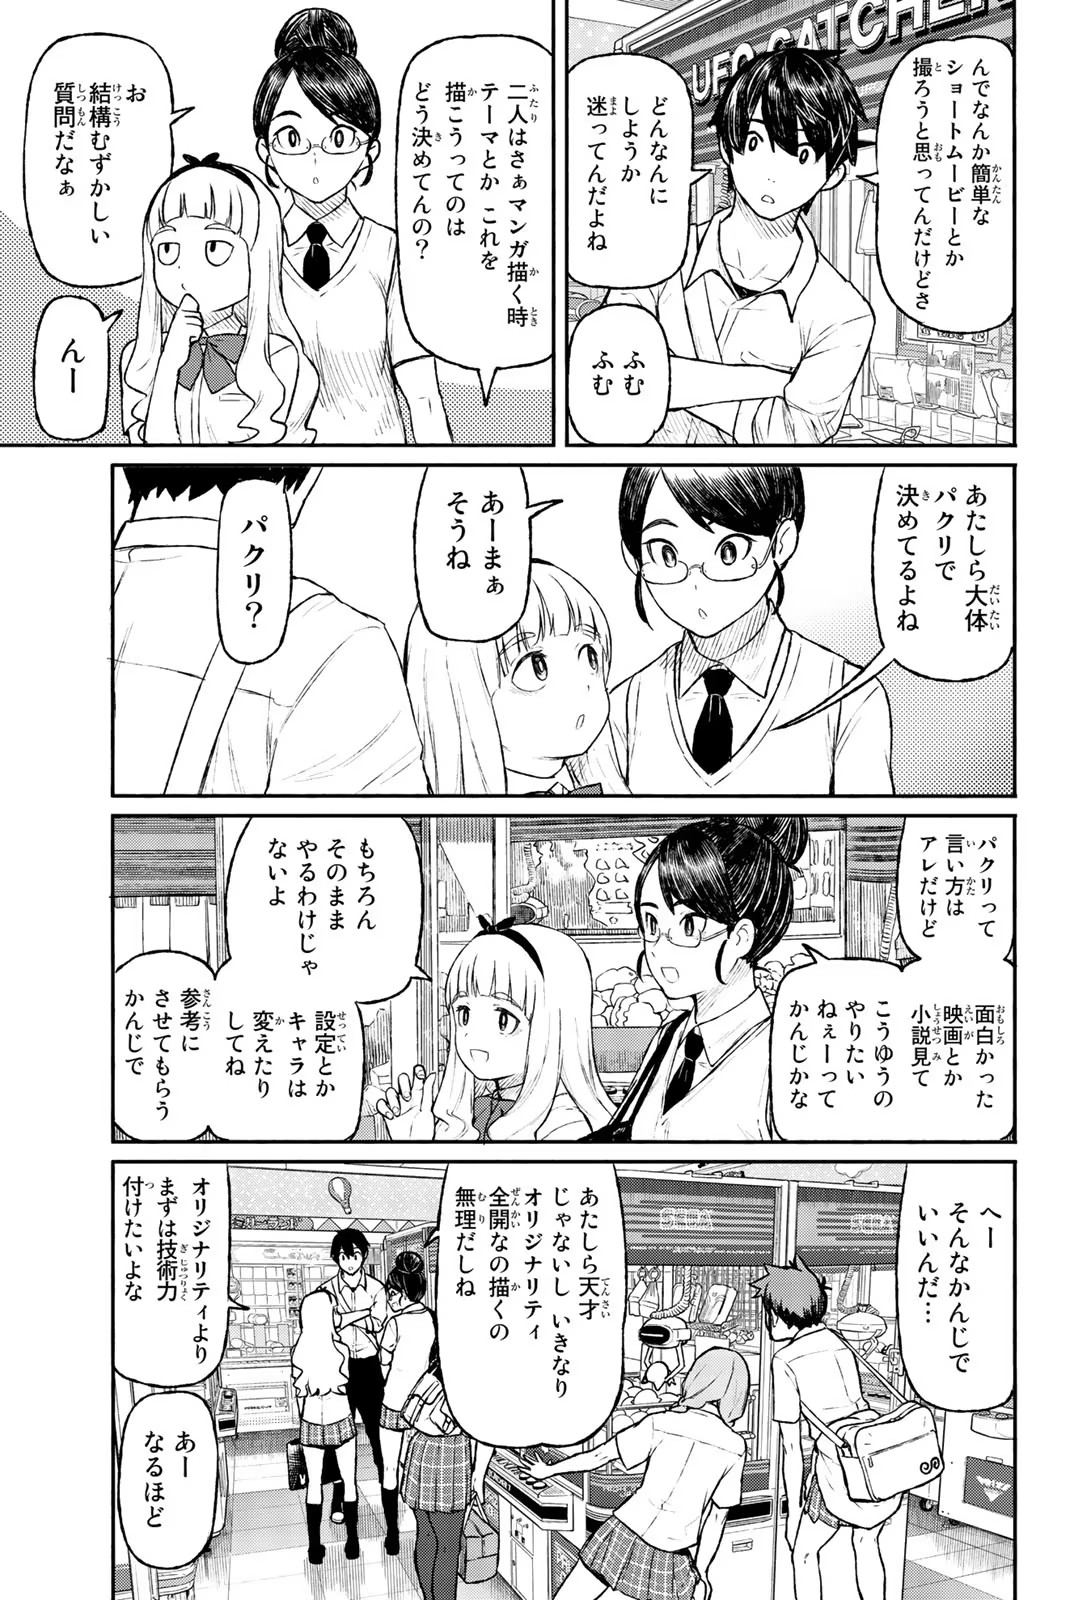 UFO CATCHER
んでなんか簡単な
ショートムービーとか
撮ろうと思ってんだけどさ
どんなんに
しようか
迷ってんだよね
ふむ
ふむ
二人はさぁ マンガ描く時
テーマとか これを
描こうってのは
どう決めてんの?
お
結構むずかしい
質問だなぁ
んー
あたしら大体
パクリで
決めてるよね
あーまぁ
そうね
パクリ?
パクリって
言い方は
アレだけど
面白かった
映画とか
小説見て
こうゆうの
やりたい
ねぇーって
かんじかな
もちろん
そのまま
やるわけじゃ
ないよ
設定とか
キャラは
変えたり
してね
参考に
させてもらう
かんじで
へー
そんなかんじで
いいんだ…
あたしら天才
じゃないし いきなり
オリジナリティ
全開なの描くの
無理だしね
オリジナリティより
まずは技術力
付けたいよな
あー
なるほど